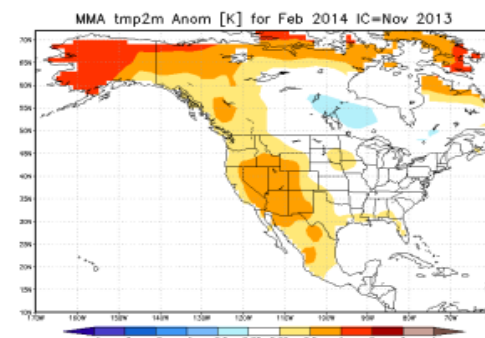 MMA tmp2m Anom [K] for Feb 2014 IC=Nov 2013
70N
65N
60N
55N
50N
45N
40N
35N
30N
25N
20N
15N
10N
170W 160W 150W 140W 130W 120W 110W 100W 90W 80W 70W